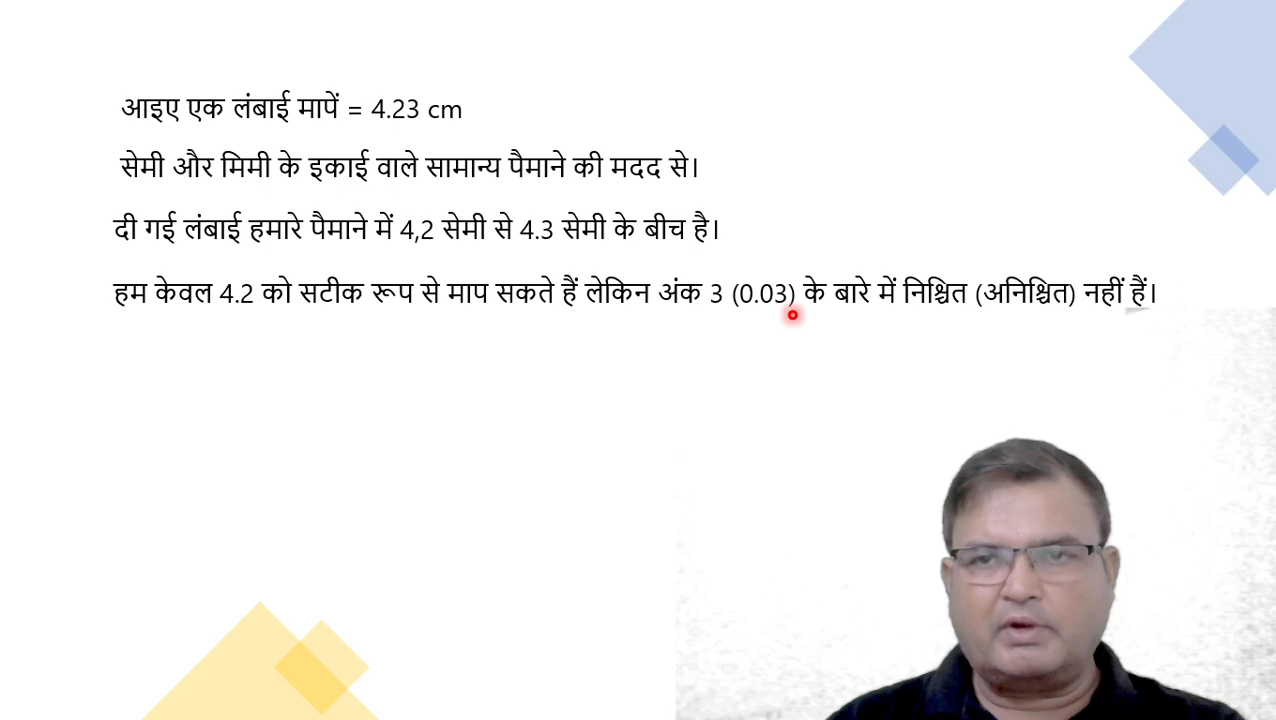 आइए एक लंबाई मापें = 4.23 cm
सेमी और मिमी के इकाई वाले सामान्य पैमाने की मदद से।
दी गई लंबाई हमारे पैमाने में 4,2 सेमी से 4.3 सेमी के बीच है।
हम केवल 4.2 को सटीक रूप से माप सकते हैं लेकिन अंक 3 (0.03) के बारे में निश्चित (अनिश्चित) नहीं हैं।